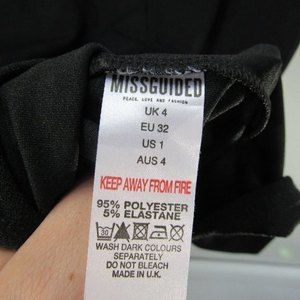 MISSGUIDED
PEACE, LOVE AND FASHION
UK 4
EU 32
US 1
AUS 4
KEEP AWAY FROM FIRE
95% POLYESTER
5% ELASTANE
30
WASH DARK COLOURS
SEPARATELY
DO NOT BLEACH
MADE IN U.K.